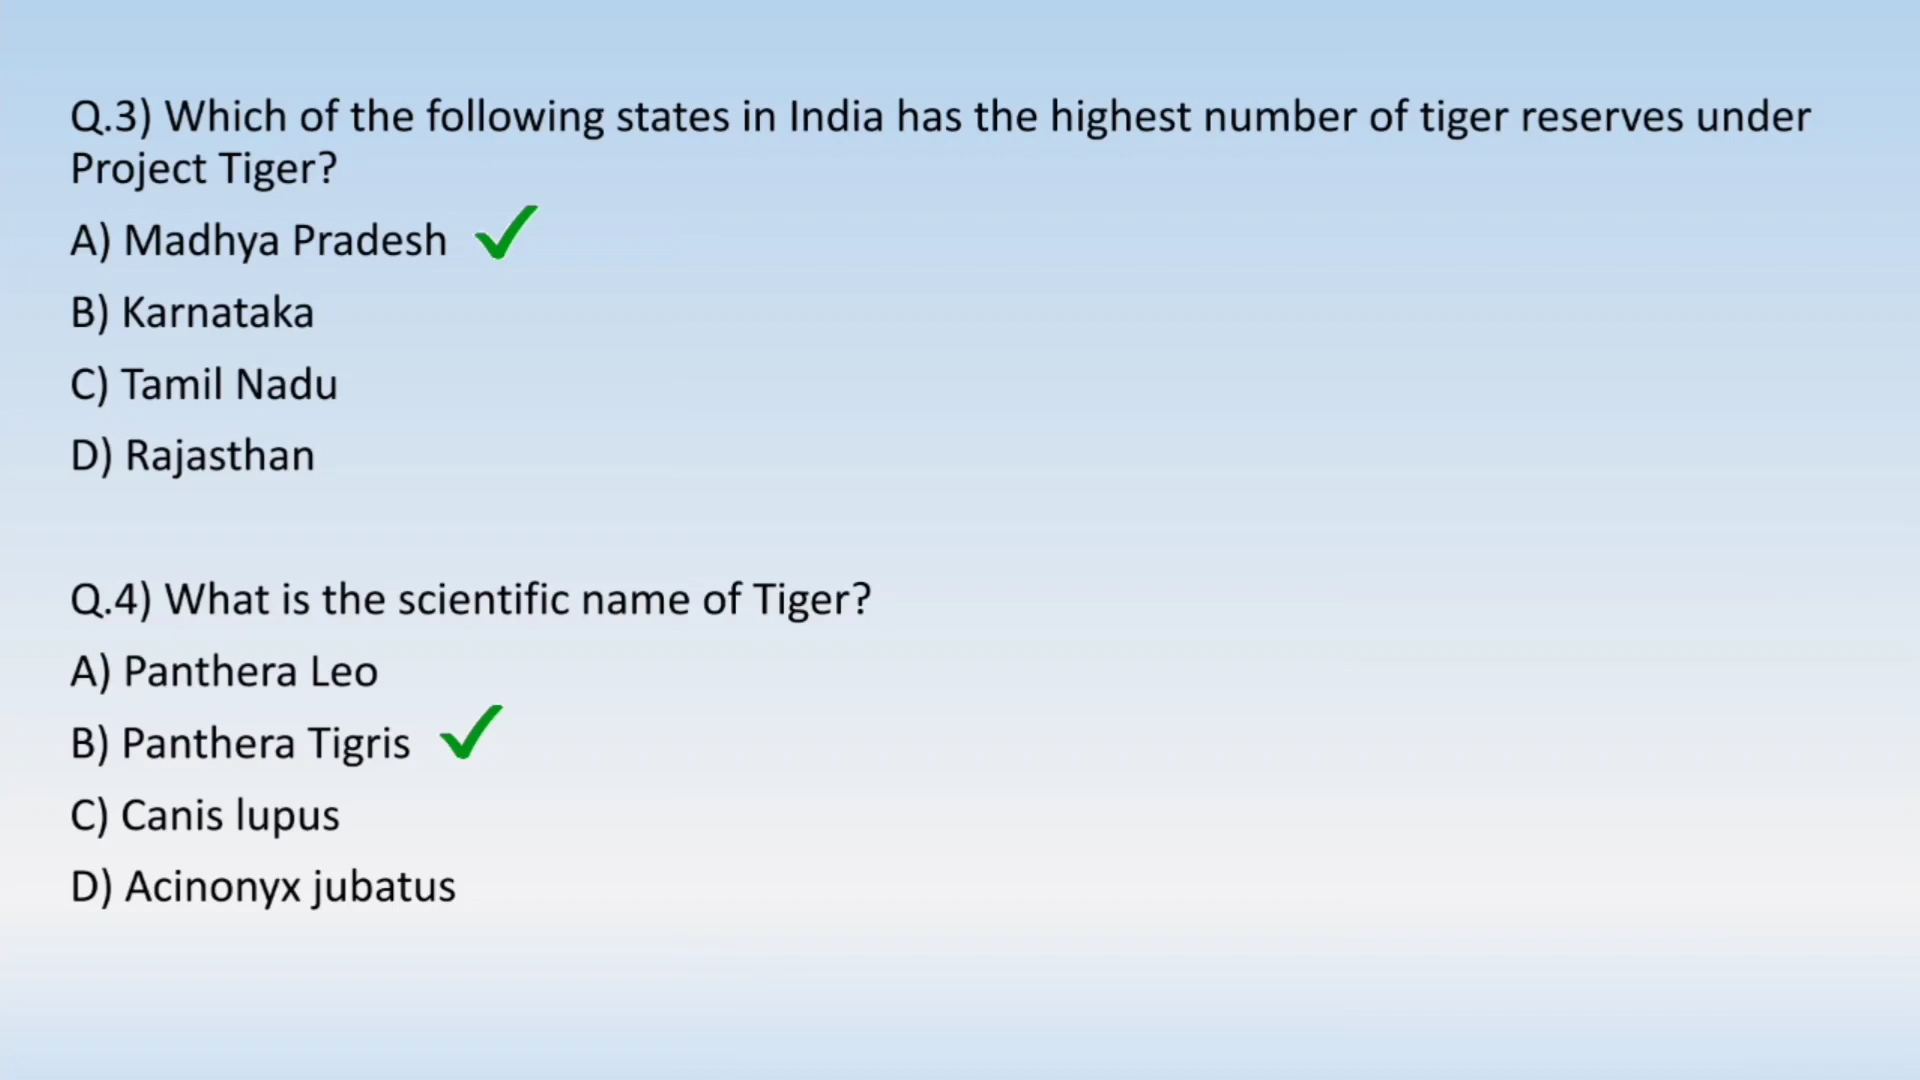 Q.3) Which of the following states in India has the highest number of tiger reserves under
Project Tiger?
A) Madhya Pradesh
B) Karnataka
C) Tamil Nadu
D) Rajasthan
Q.4) What is the scientific name of Tiger?
A) Panthera Leo
B) Panthera Tigris
C) Canis lupus
D) Acinonyx jubatus